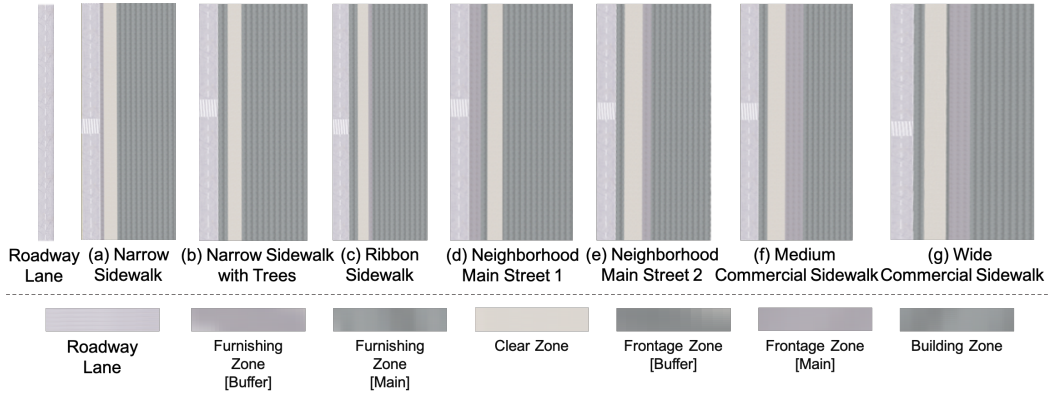 Roadway
Lane
(a) Narrow
Sidewalk
(b) Narrow Sidewalk
with Trees
(c) Ribbon
Sidewalk
(d) Neighborhood
Main Street 1
(e) Neighborhood
Main Street 2
(f) Medium
Commercial Sidewalk
(g) Wide
Commercial Sidewalk
Roadway
Lane
Furnishing
Zone
[Buffer]
Furnishing
Zone
[Main]
Clear Zone
Frontage Zone
[Buffer]
Frontage Zone
[Main]
Building Zone